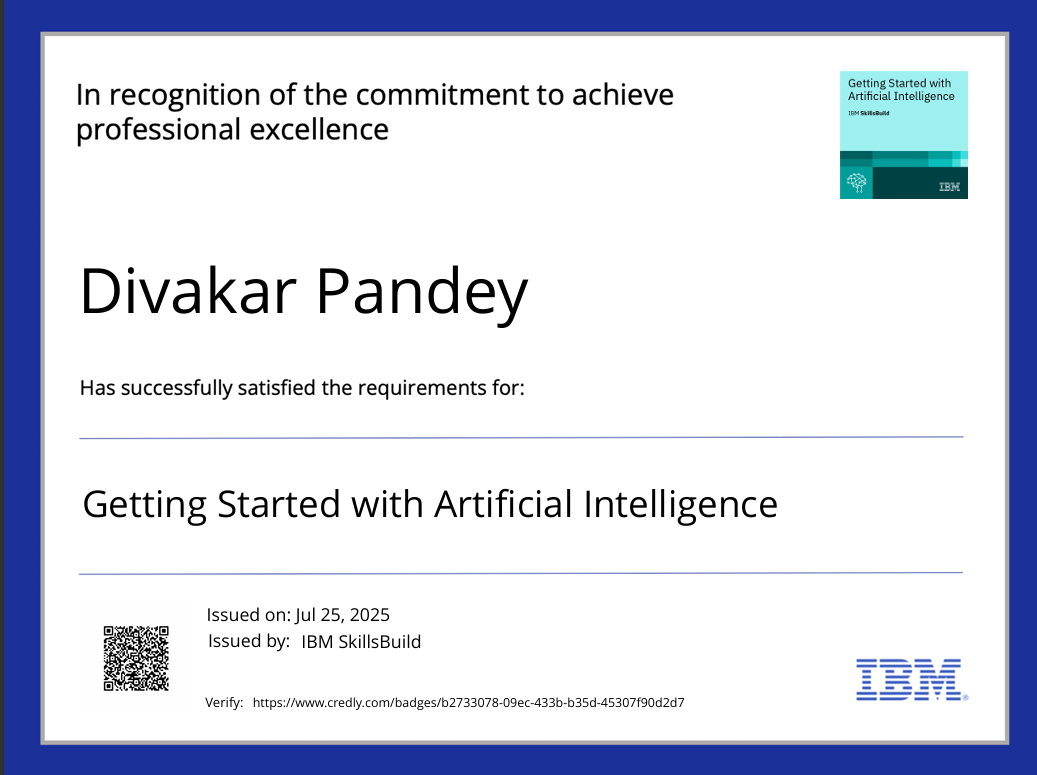 In recognition of the commitment to achieve
professional excellence
Getting Started with
Artificial Intelligence
IBM SkillsBuild
IBM
Divakar Pandey
Has successfully satisfied the requirements for:
Getting Started with Artificial Intelligence
Issued on: Jul 25, 2025
Issued by: IBM SkillsBuild
Verify: https://www.credly.com/badges/b2733078-09ec-433b-b35d-45307f90d2d7
IBM®